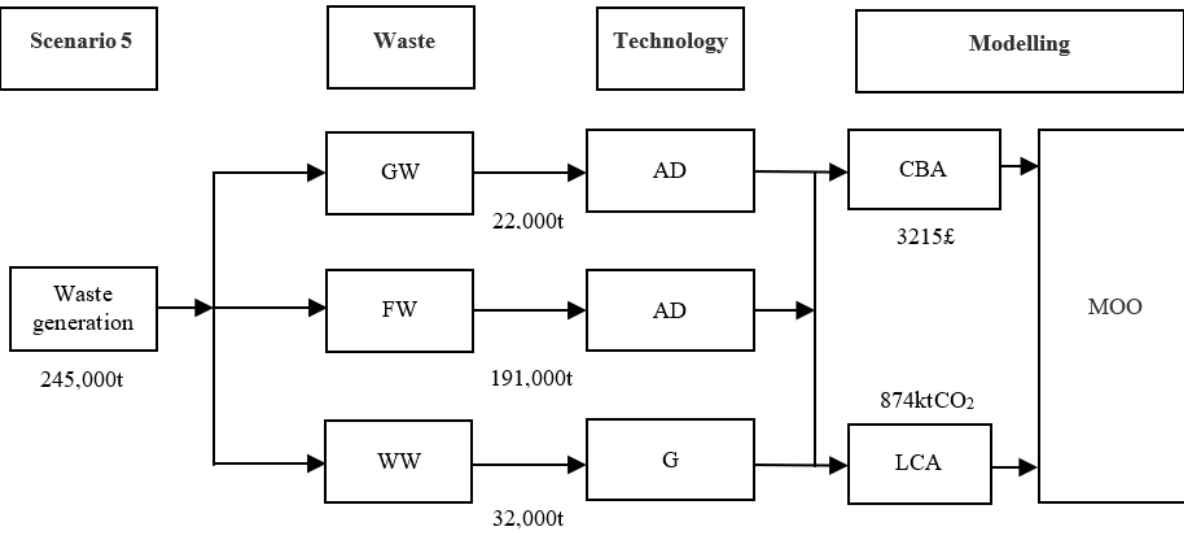 Scenario 5
Waste
Technology
Modelling
GW
22,000t
AD
CBA
3215£
Waste
generation
245,000t
FW
191,000t
AD
MOO
874ktCO₂
WW
32,000t
G
LCA